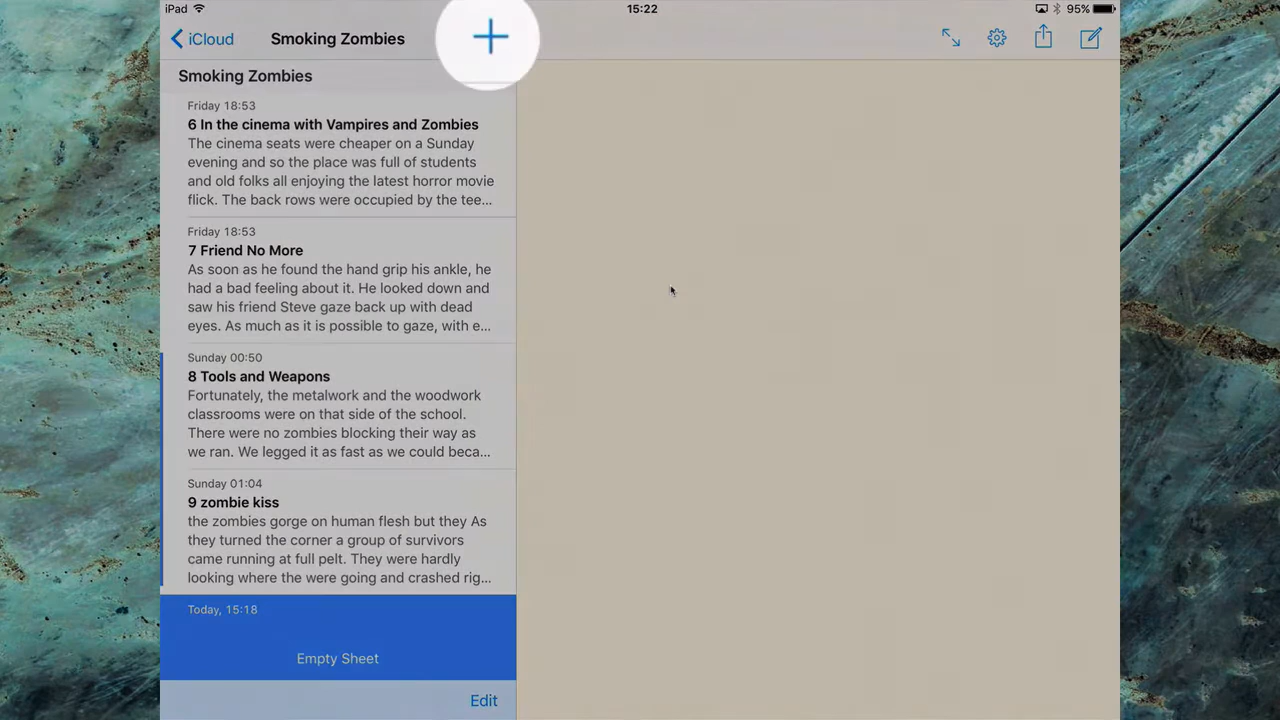 iPad
15:22
95%
iCloud
Smoking Zombies
Smoking Zombies
Friday 18:53
6 In the cinema with Vampires and Zombies
The cinema seats were cheaper on a Sunday
evening and so the place was full of students
and old folks all enjoying the latest horror movie
flick. The back rows were occupied by the tee...
Friday 18:53
7 Friend No More
As soon as he found the hand grip his ankle, he
had a bad feeling about it. He looked down and
saw his friend Steve gaze back up with dead
eyes. As much as it is possible to gaze, with e...
Sunday 00:50
8 Tools and Weapons
Fortunately, the metalwork and the woodwork
classrooms were on that side of the school.
There were no zombies blocking their way as
we ran. We legged it as fast as we could beca...
Sunday 01:04
9 zombie kiss
the zombies gorge on human flesh but they As
they turned the corner a group of survivors
came running at full pelt. They were hardly
looking where the were going and crashed rig...
Today, 15:18
Empty Sheet
Edit